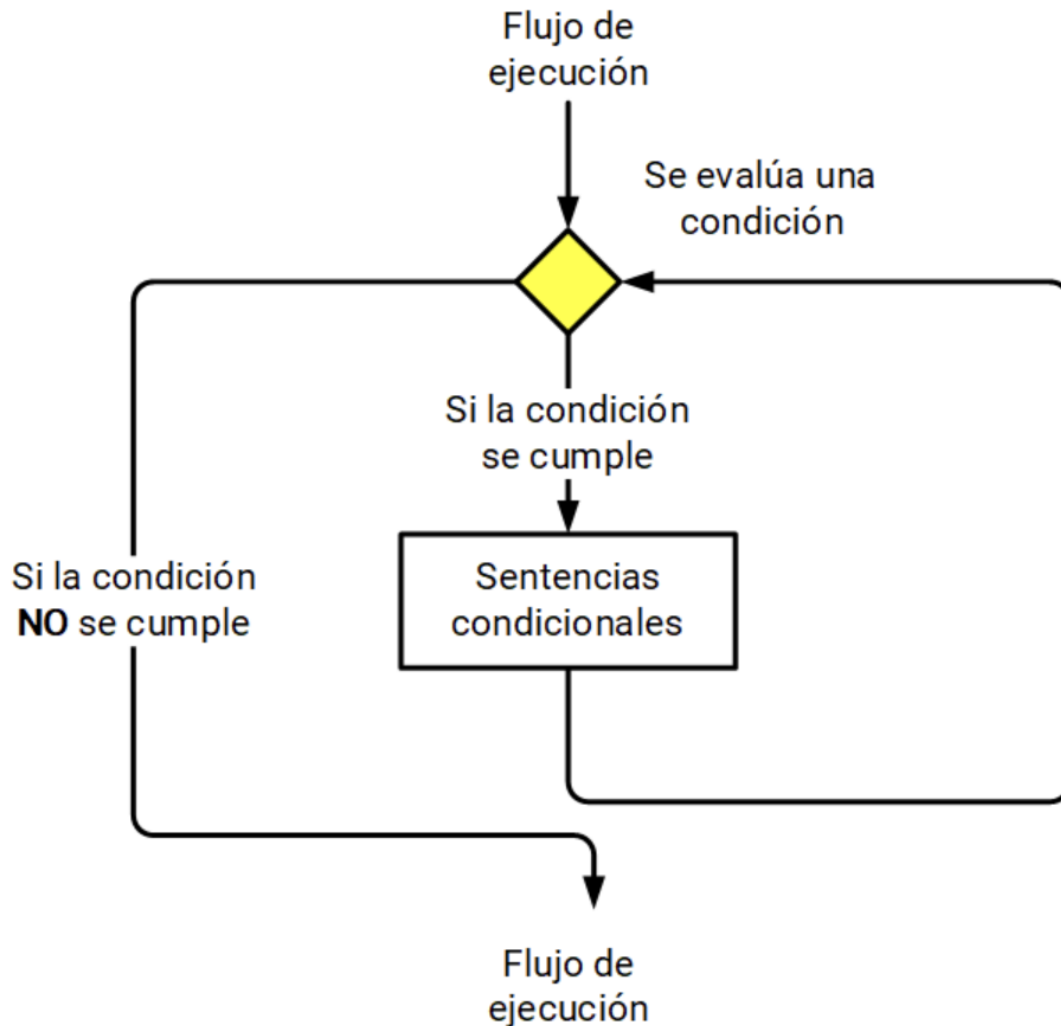 Flujo de
ejecución
Se evalúa una
condición
Si la condición
se cumple
Si la condición
NO se cumple
Sentencias
condicionales
Flujo de
ejecución